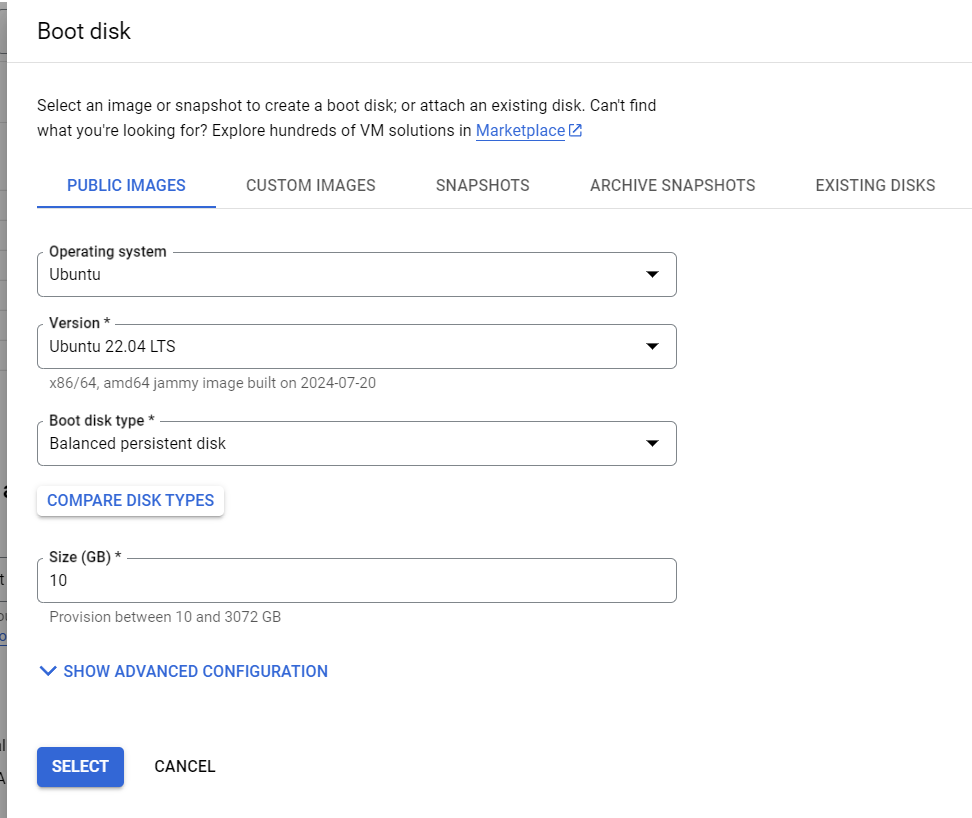 Boot disk
Select an image or snapshot to create a boot disk; or attach an existing disk. Can't find
what you're looking for? Explore hundreds of VM solutions in Marketplace
PUBLIC IMAGES CUSTOM IMAGES SNAPSHOTS ARCHIVE SNAPSHOTS EXISTING DISKS
Operating system
Ubuntu
Version *
Ubuntu 22.04 LTS
x86/64, amd64 jammy image built on 2024-07-20
Boot disk type *
Balanced persistent disk
COMPARE DISK TYPES
Size (GB) *
10
Provision between 10 and 3072 GB
SHOW ADVANCED CONFIGURATION
SELECT CANCEL